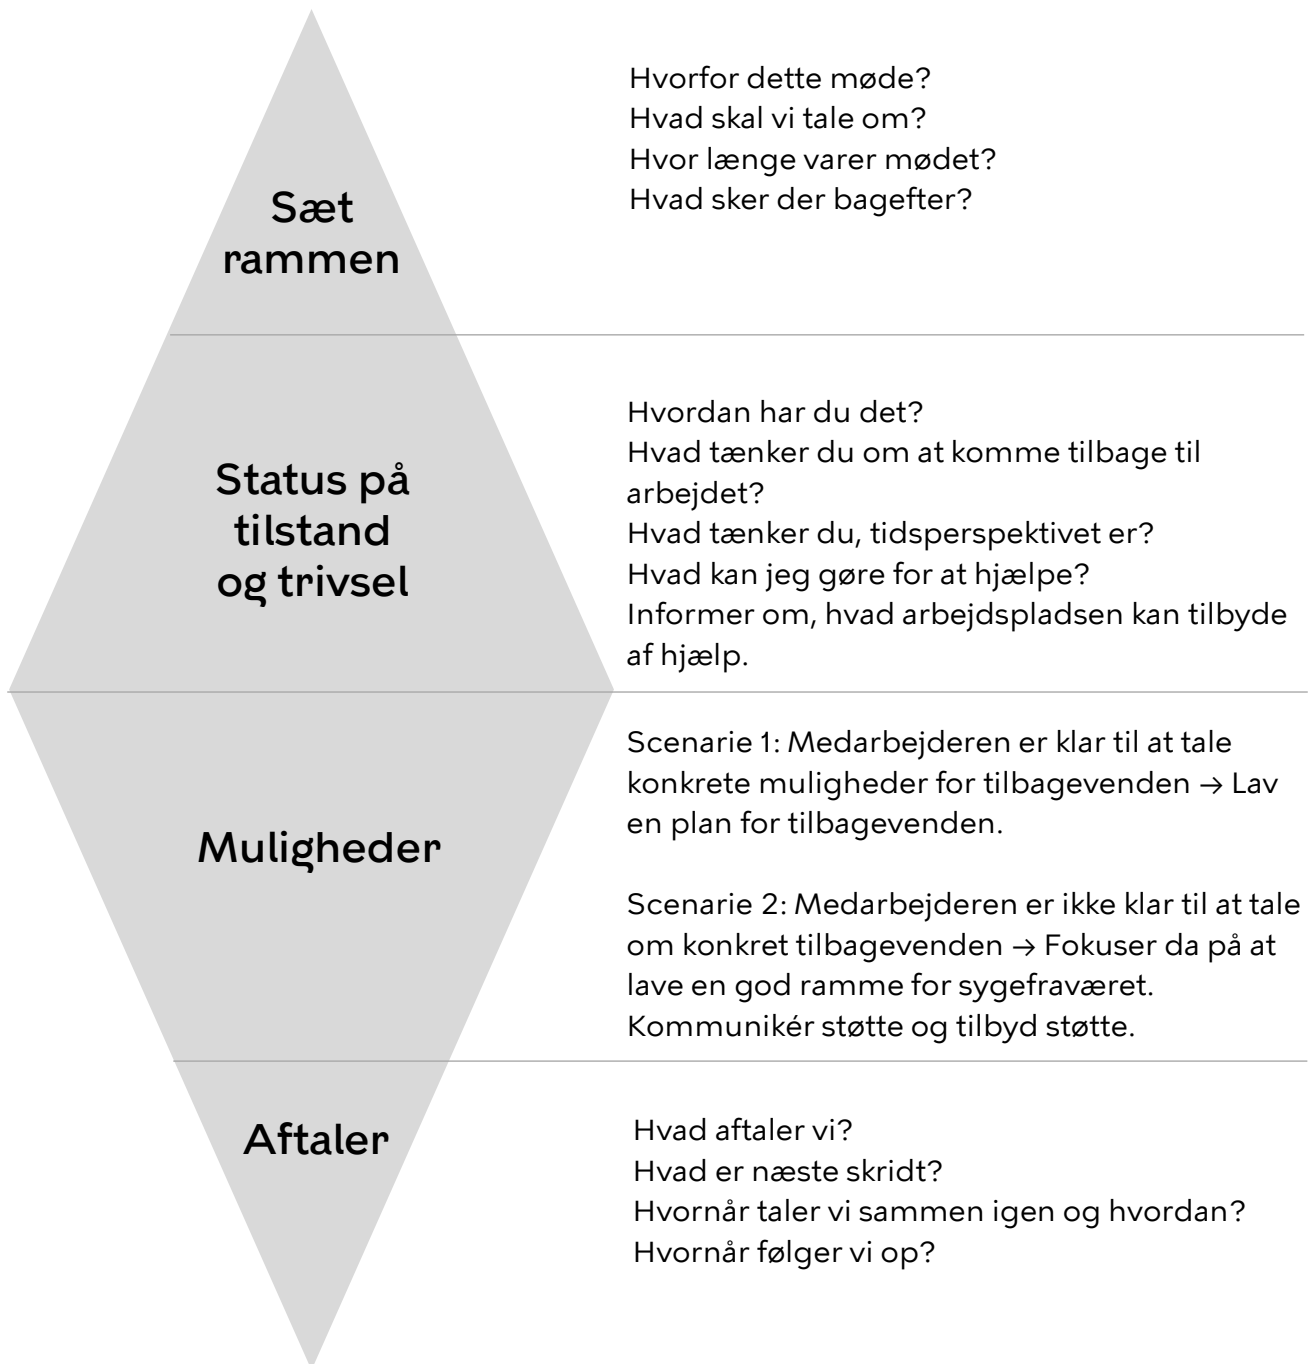 Sæt
rammen
Hvorfor dette møde?
Hvad skal vi tale om?
Hvor længe varer mødet?
Hvad sker der bagefter?
Status på
tilstand
og trivsel
Hvordan har du det?
Hvad tænker du om at komme tilbage til
arbejdet?
Hvad tænker du, tidsperspektivet er?
Hvad kan jeg gøre for at hjælpe?
Informer om, hvad arbejdspladsen kan tilbyde
af hjælp.
Muligheder
Scenarie 1: Medarbejderen er klar til at tale
konkrete muligheder for tilbagevenden → Lav
en plan for tilbagevenden.
Scenarie 2: Medarbejderen er ikke klar til at tale
om konkret tilbagevenden → Fokuser da på at
lave en god ramme for sygefraværet.
Kommunikér støtte og tilbyd støtte.
Aftaler
Hvad aftaler vi?
Hvad er næste skridt?
Hvornår taler vi sammen igen og hvordan?
Hvornår følger vi op?